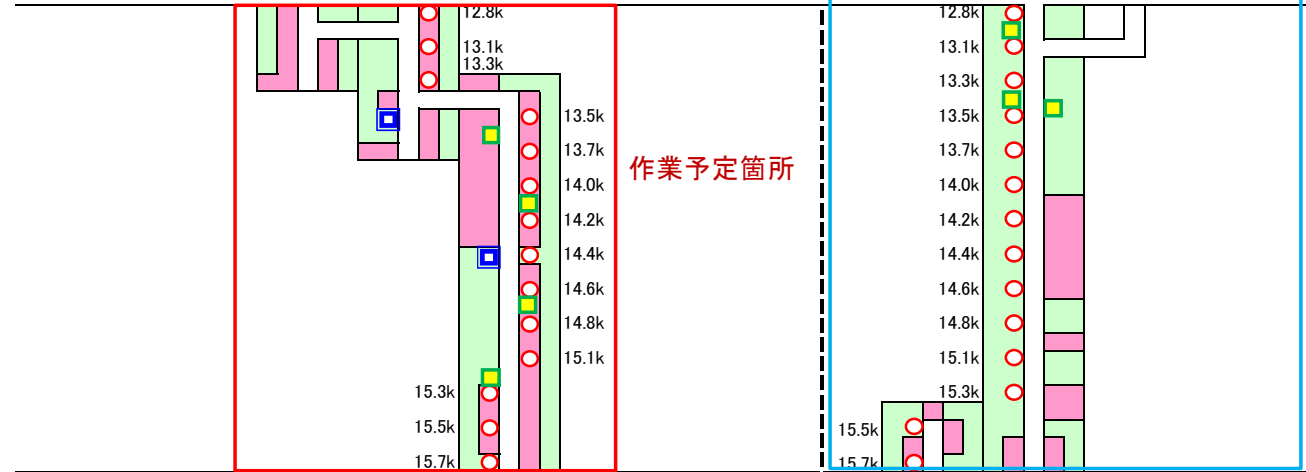 12.8k
13.1k
13.3k
13.5k
13.7k
14.0k
14.2k
14.4k
14.6k
14.8k
15.1k
15.3k
15.5k
15.7k
作業予定箇所
12.8k
13.1k
13.3k
13.5k
13.7k
14.0k
14.2k
14.4k
14.6k
14.8k
15.1k
15.3k
15.5k
15.7k